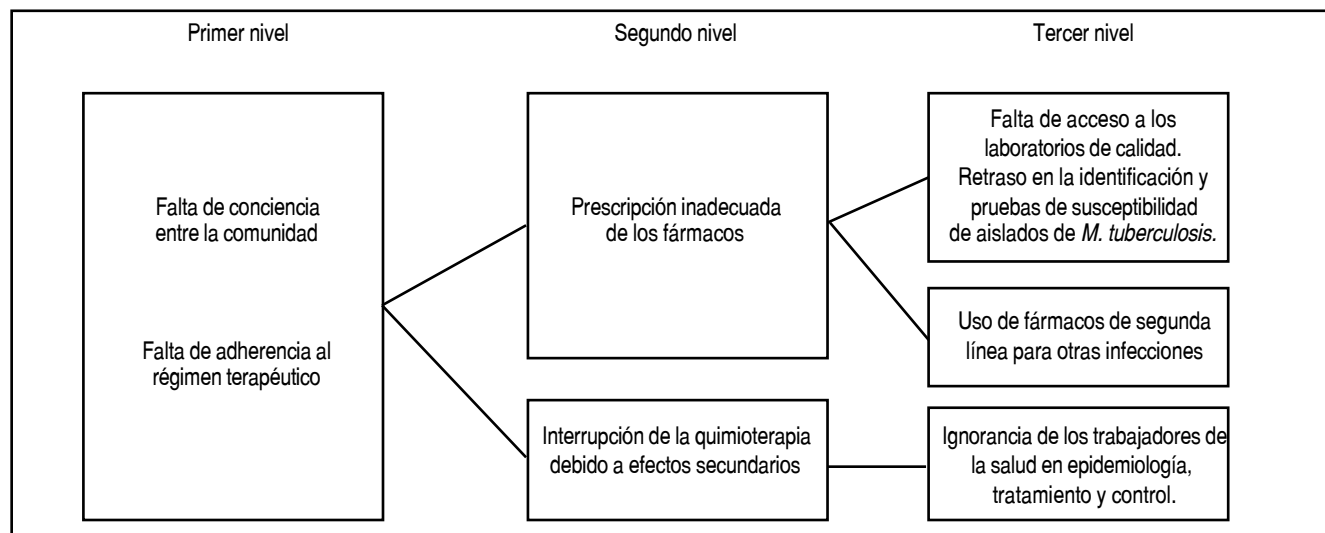 Primer nivel
Segundo nivel
Tercer nivel
Falta de conciencia
entre la comunidad
Falta de adherencia al
régimen terapéutico
Prescripción inadecuada
de los fármacos
Interrupción de la quimioterapia
debido a efectos secundarios
Falta de acceso a los
laboratorios de calidad.
Retraso en la identificación y
pruebas de susceptibilidad
de aislados de M. tuberculosis.
Uso de fármacos de segunda
línea para otras infecciones
Ignorancia de los trabajadores de
la salud en epidemiología,
tratamiento y control.